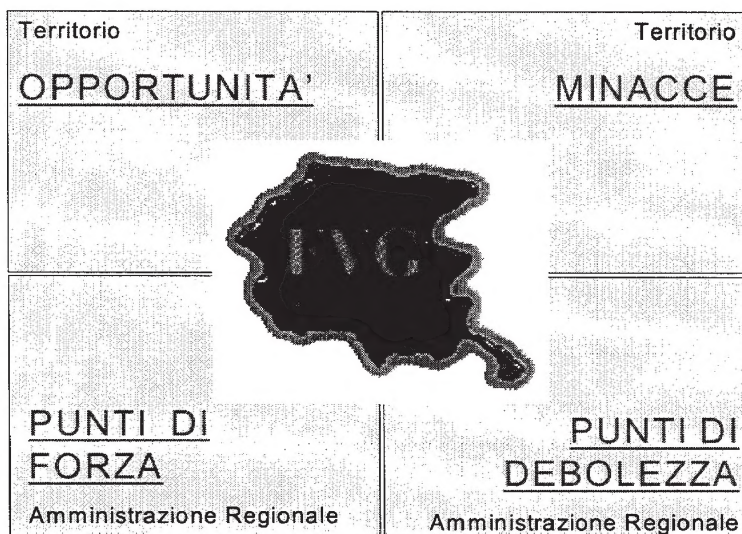 Territorio
OPPORTUNITA'
Territorio
MINACCE
FVG
PUNTI DI
FORZA
Amministrazione Regionale
PUNTI DI
DEBOLEZZA
Amministrazione Regionale